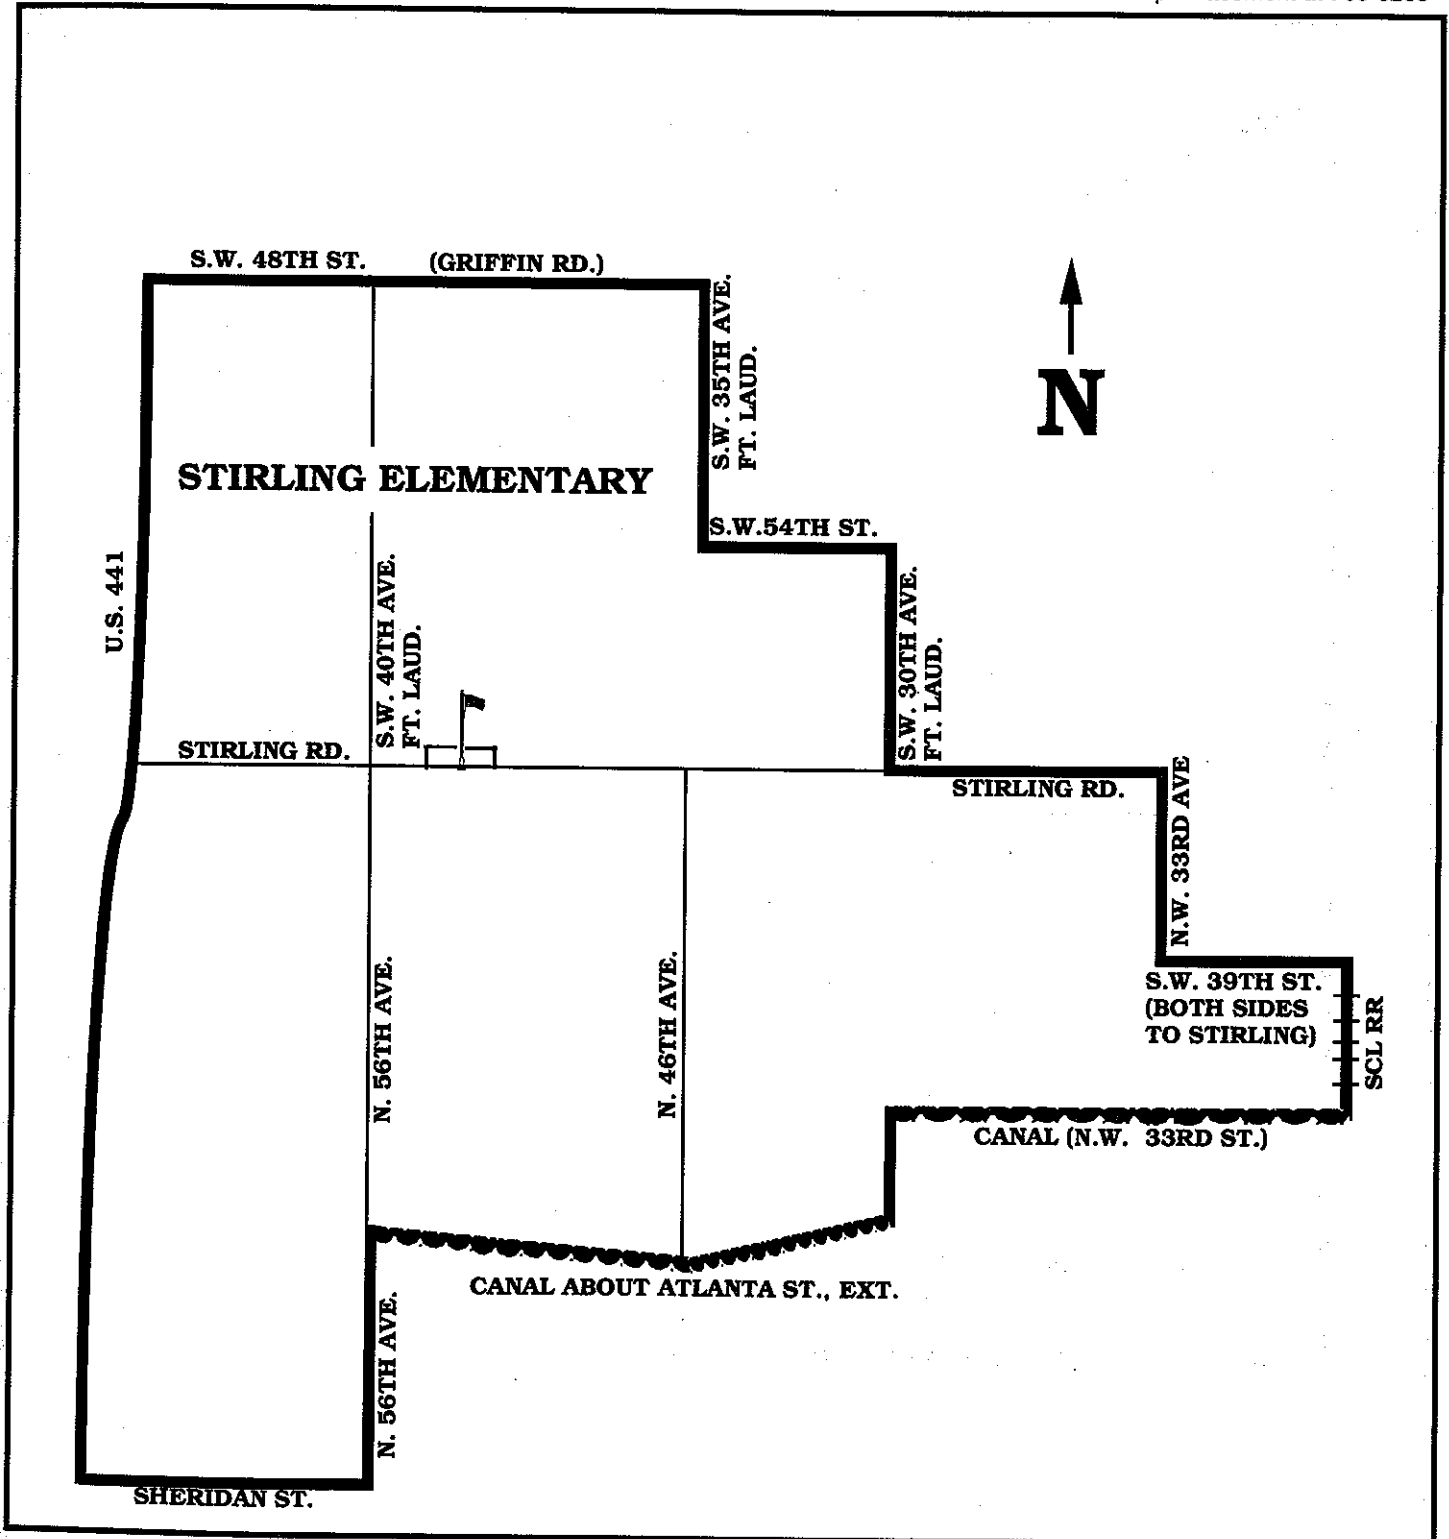 S.W. 48TH ST. (GRIFFIN RD.)
S.W. 35TH AVE.
FT. LAUD.
N
STIRLING ELEMENTARY
S.W.54TH ST.
U.S. 441
S.W. 40TH AVE.
FT. LAUD.
S.W. 30TH AVE.
FT. LAUD.
STIRLING RD.
STIRLING RD.
N.W. 33RD AVE
N. 56TH AVE.
N. 46TH AVE.
S.W. 39TH ST.
(BOTH SIDES
TO STIRLING)
SCL RR
CANAL (N.W. 33RD ST.)
CANAL ABOUT ATLANTA ST., EXT.
N. 56TH AVE.
SHERIDAN ST.